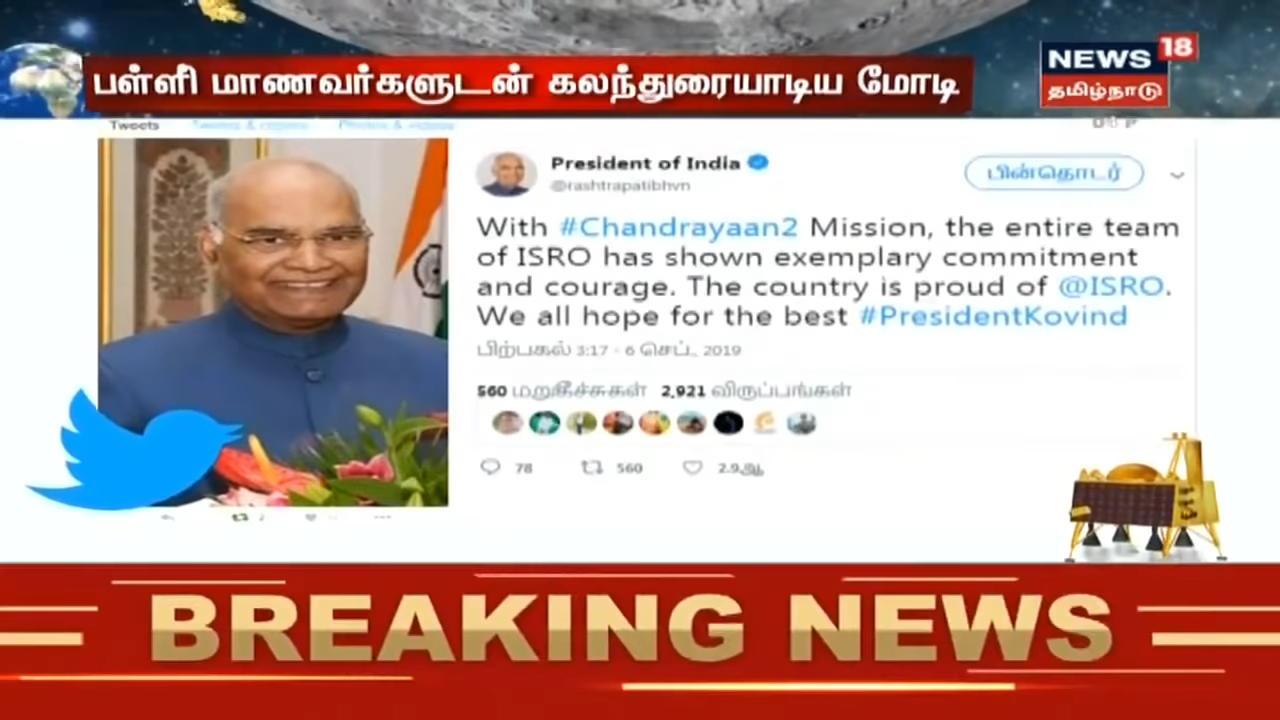 பள்ளி மாணவர்களுடன் கலந்துரையாடிய மோடி
NEWS 18
தமிழ்நாடு
Tweets
President of India
@rashtrapatibhvn
பின்தொடர்
With #Chandrayaan2 Mission, the entire team
of ISRO has shown exemplary commitment
and courage. The country is proud of @ISRO.
We all hope for the best #PresidentKovind
பிற்பகல் 3:17 - 6 செப்., 2019
560 மறுகீச்சுகள் 2,921 விருப்பங்கள்
78 560 2.9ஆ
BREAKING NEWS